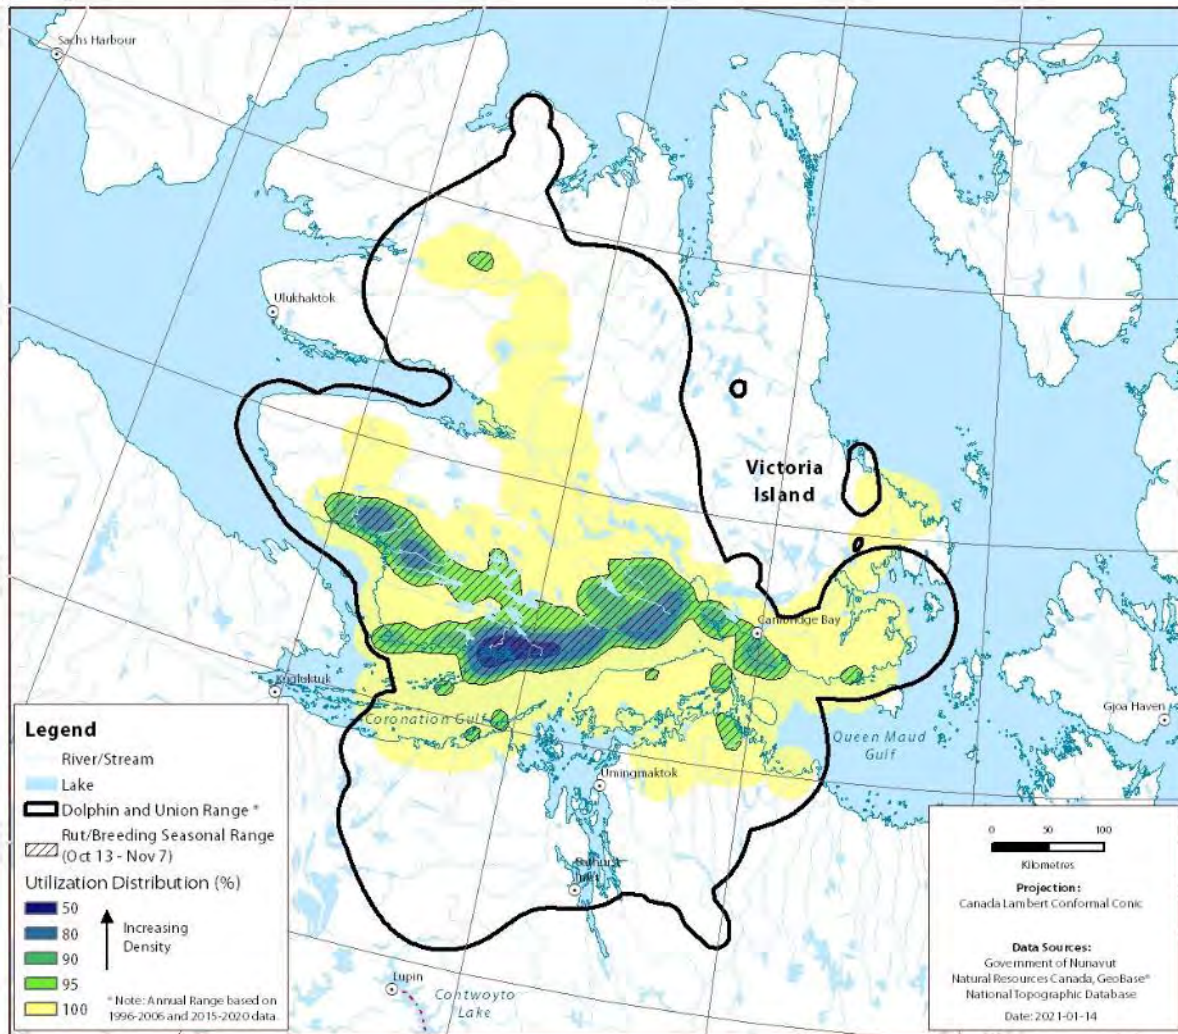 Sachs Harbour
Ulukhaktok
Victoria
Island
Cambridge Bay
Kugluktuk
Coronation Gulf
Queen Maud
Gulf
Gjoa Haven
Umingmaktok
Bathurst
Inlet
Lupin
Contwoyto
Lake
Legend
River/Stream
Lake
Dolphin and Union Range *
Rut/Breeding Seasonal Range
(Oct 13 - Nov 7)
Utilization Distribution (%)
50
80
90
95
100
Increasing
Density
* Note: Annual Range based on
1996-2006 and 2015-2020 data.
0 50 100
Kilometres
Projection:
Canada Lambert Conformal Conic
Data Sources:
Government of Nunavut
Natural Resources Canada, GeoBase®
National Topographic Database
Date: 2021-01-14